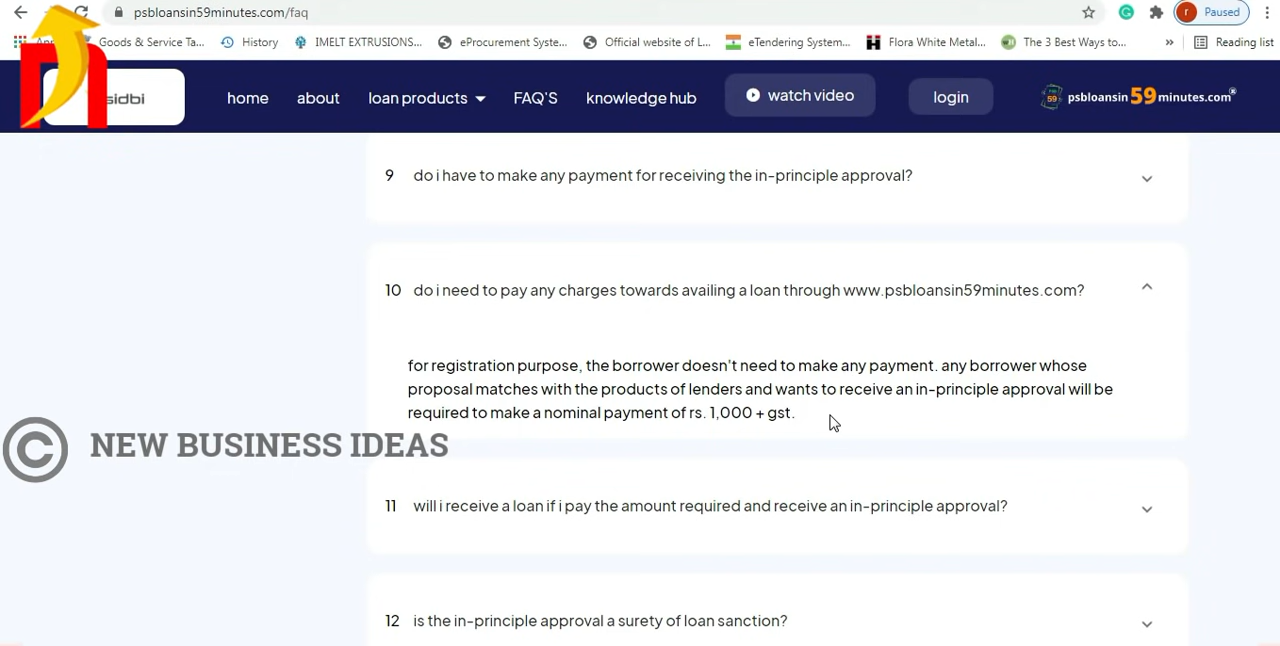 psbloansin59minutes.com/faq
Paused
Goods & Service Ta...
History
IMELT EXTRUSIONS...
eProcurement Syste...
Official website of L...
eTendering System...
Flora White Metal...
The 3 Best Ways to...
»
Reading list
sidbi
home
about
loan products
FAQ'S
knowledge hub
watch video
login
psbloansin59minutes.com
9 do i have to make any payment for receiving the in-principle approval?
10 do i need to pay any charges towards availing a loan through www.psbloansin59minutes.com?
for registration purpose, the borrower doesn't need to make any payment. any borrower whose
proposal matches with the products of lenders and wants to receive an in-principle approval will be
required to make a nominal payment of rs. 1,000 + gst.
© NEW BUSINESS IDEAS
11 will i receive a loan if i pay the amount required and receive an in-principle approval?
12 is the in-principle approval a surety of loan sanction?